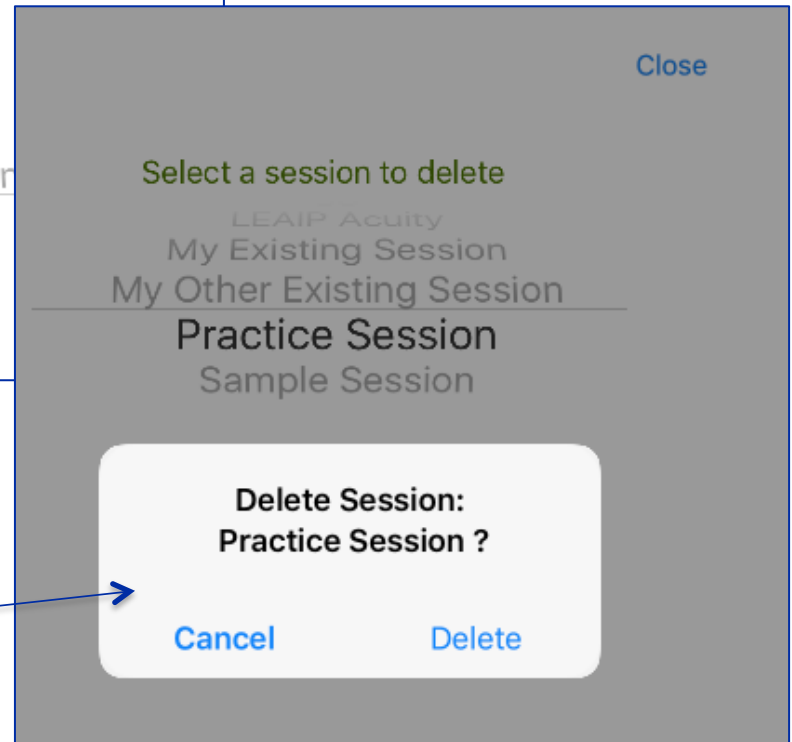 Close
Select a session to delete
LEAIP Acuity
My Existing Session
My Other Existing Session
Practice Session
Sample Session
Delete Session:
Practice Session ?
Cancel Delete